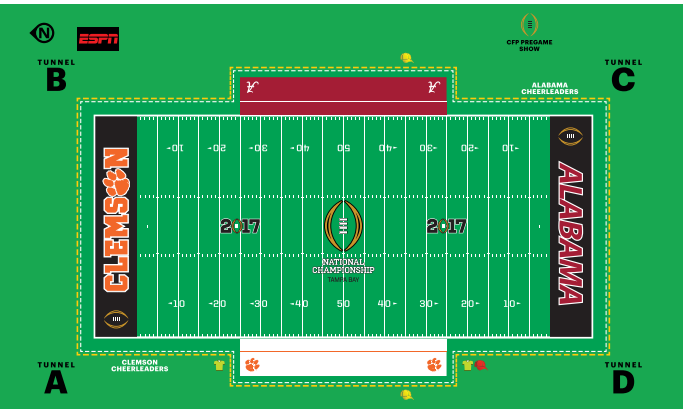 N
ESPN
CFP PREGAME
SHOW
TUNNEL
B
TUNNEL
C
ALABAMA
CHEERLEADERS
A A
10 20 30 40 50 40 30 20 10
CLEMSON
2017
2017
ALABAMA
NATIONAL
CHAMPIONSHIP
TAMPA BAY
10 20 30 40 50 40 30 20 10
CLEMSON
CHEERLEADERS
TUNNEL
A
TUNNEL
D